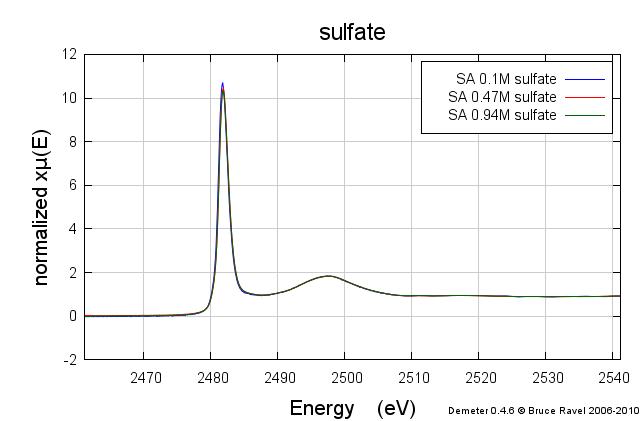 sulfate
12
10
8
6
4
2
0
-2
normalized xμ(E)
SA 0.1M sulfate
SA 0.47M sulfate
SA 0.94M sulfate
2470 2480 2490 2500 2510 2520 2530 2540
Energy (eV)
Demeter 0.4.6 © Bruce Ravel 2006-2010